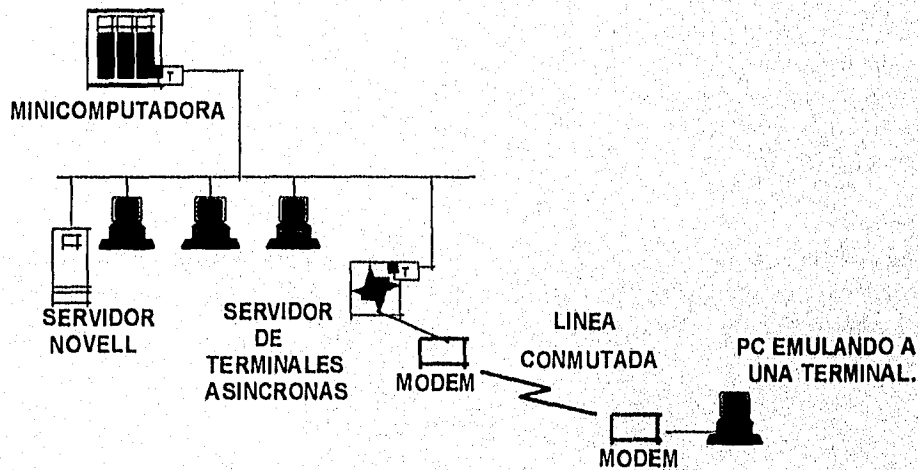 T
MINICOMPUTADORA
T
SERVIDOR
NOVELL
SERVIDOR
DE
TERMINALES
ASINCRONAS
MODEM
LINEA
CONMUTADA
PC EMULANDO A
UNA TERMINAL.
MODEM